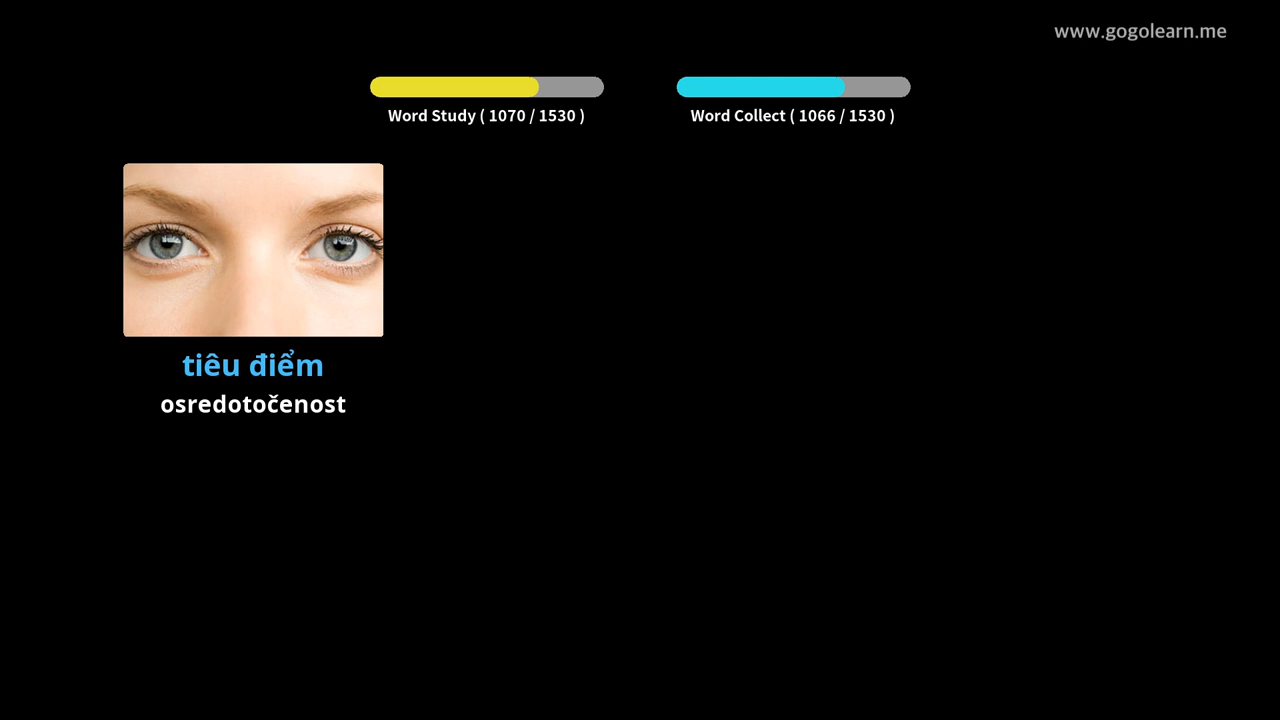 www.gogolearn.me
Word Study ( 1070 / 1530 )
Word Collect ( 1066 / 1530 )
tiêu điểm
osredotočenost